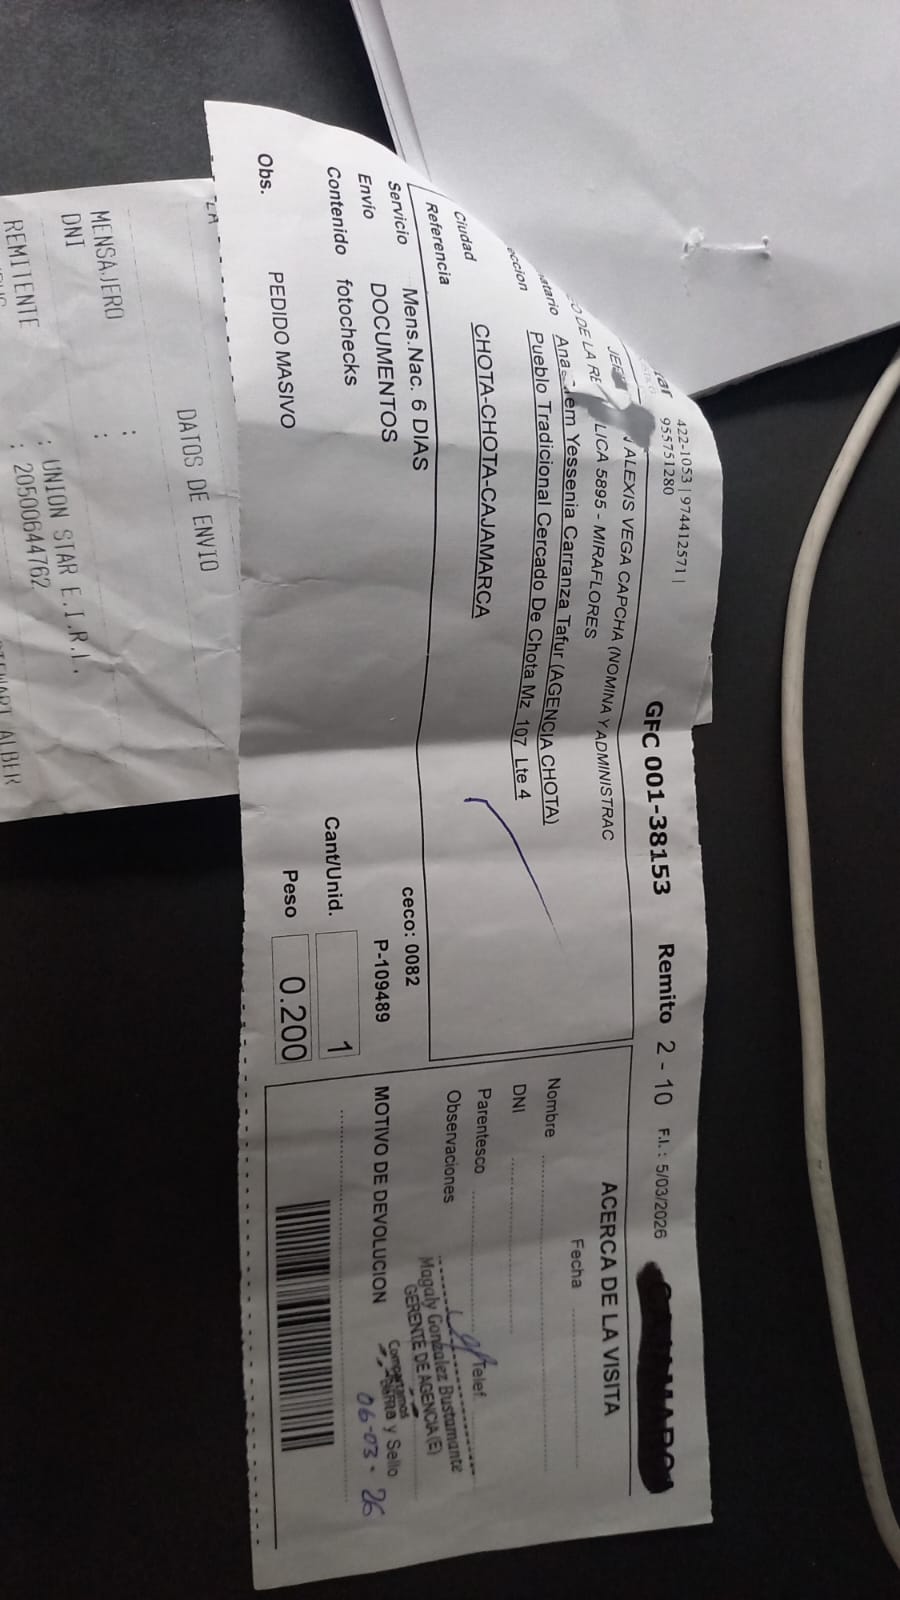 422-1053 | 974412571 |
955751280
GFC 001-38153 Remito 2 - 10 F.I.: 5/03/2026
ALEXIS VEGA CAPCHA (NOMINA Y ADMINISTRAC
5895 - MIRAFLORES
Yessenia Carranza Tafur (AGENCIA CHOTA)
Pueblo Tradicional Cercado De Chota Mz 107 Lte 4
Ciudad CHOTA-CHOTA-CAJAMARCA
Referencia
Servicio Mens.Nac. 6 DIAS
ceco: 0082
Envío DOCUMENTOS
P-109489
Contenido fotochecks
Cant/Unid. 1
Obs. PEDIDO MASIVO
Peso 0.200
ACERCA DE LA VISITA
Fecha
Nombre
DNI
Parentesco
Telef.
Observaciones
Magaly Gonzalez Bustamante
GERENTE DE AGENCIA (E)
Compartamos
MOTIVO DE DEVOLUCION
y Sello
06-03-26
DATOS DE ENVIO
MENSAJERO :
DNI :
REMITENTE : UNION STAR E.I.R.L.
: 20500644762